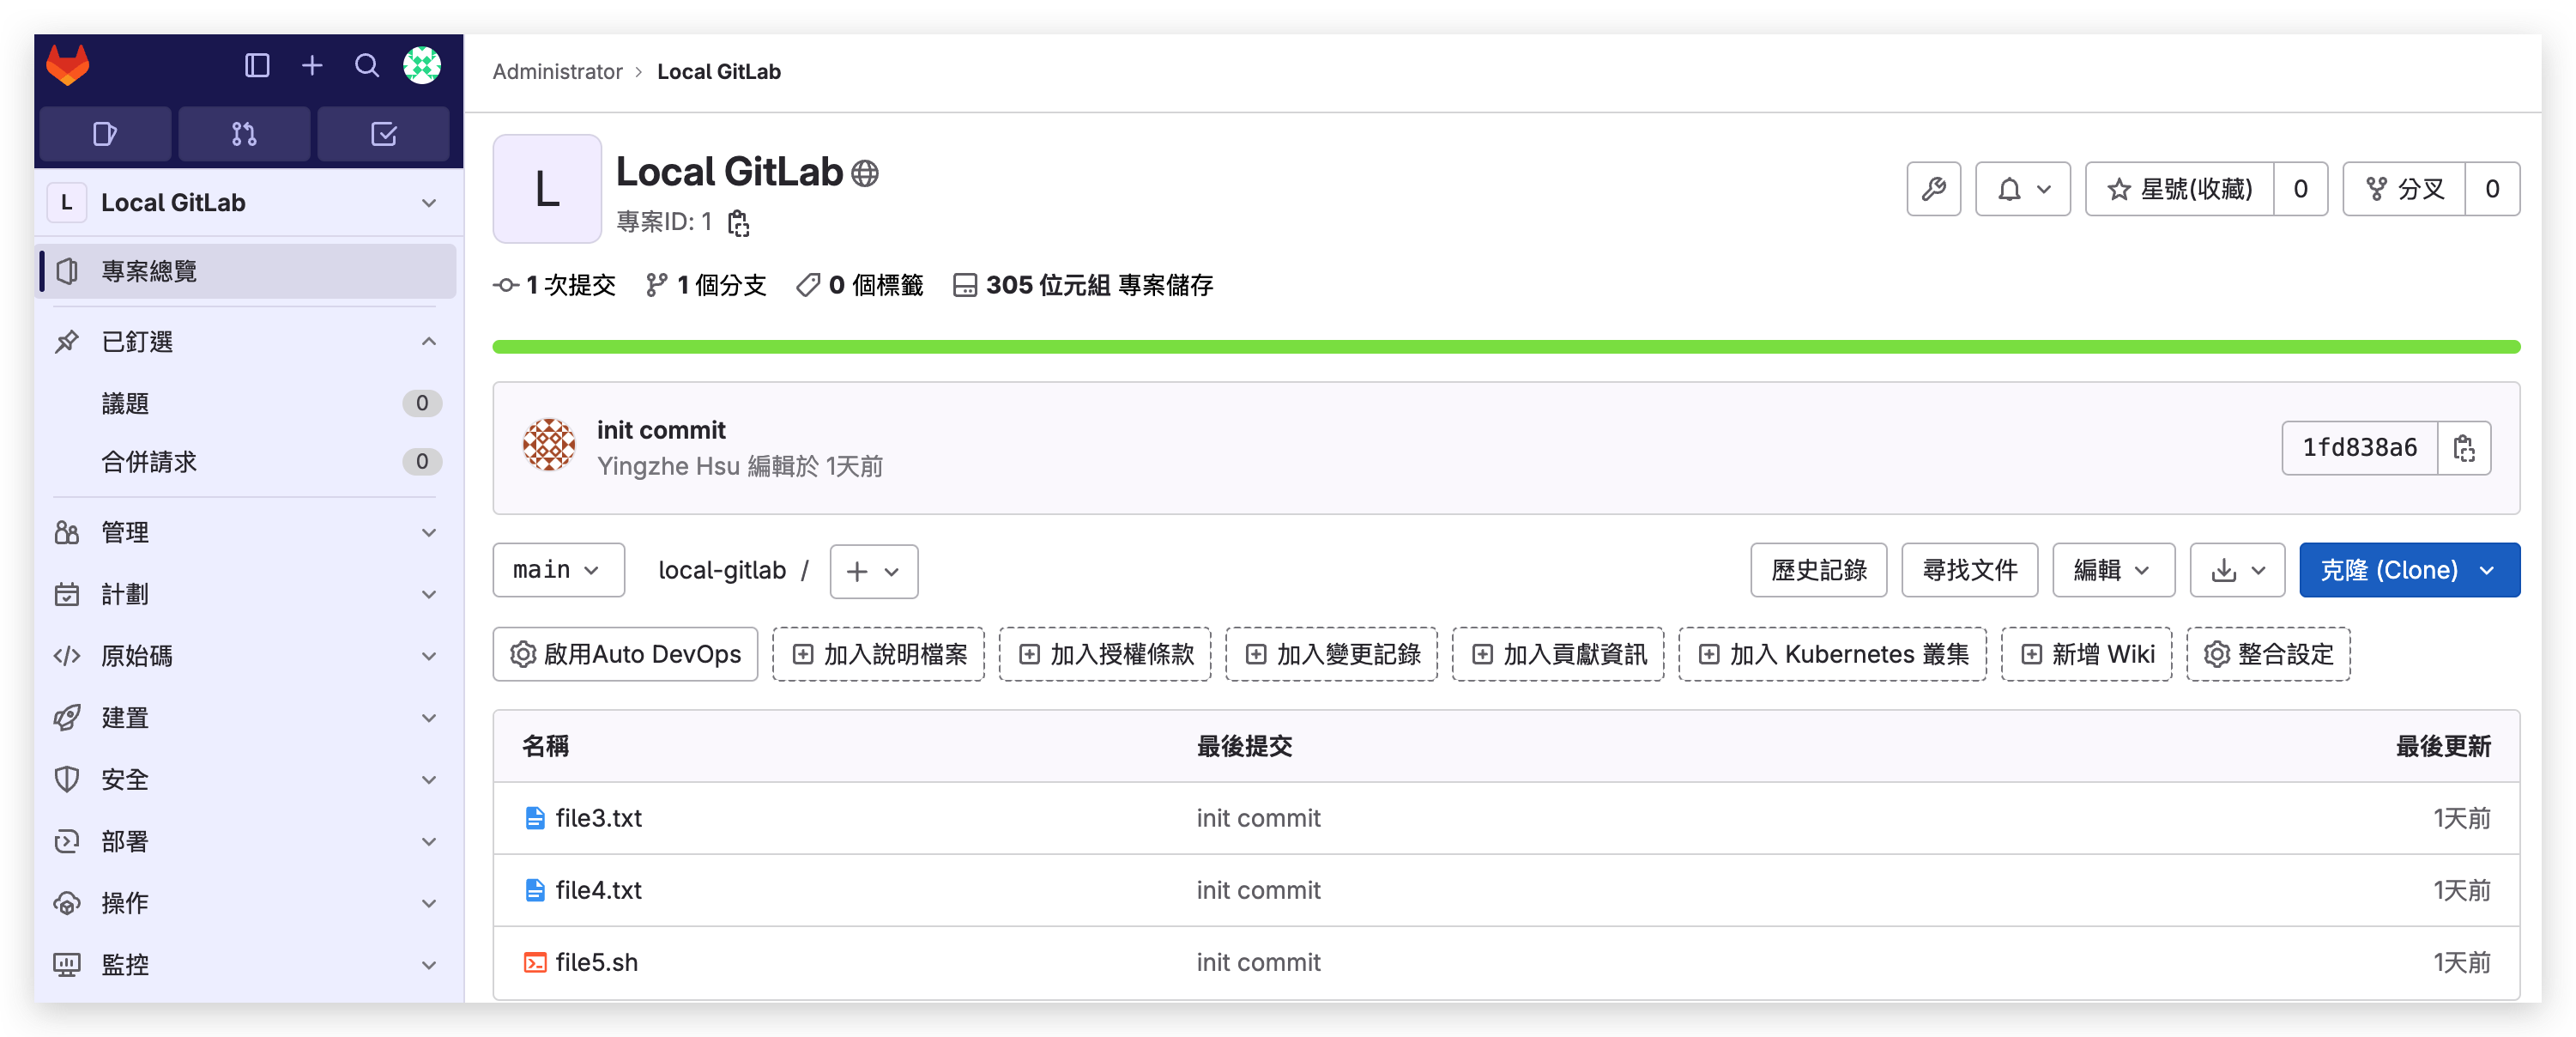 Administrator › Local GitLab
L Local GitLab
專案總覽
已釘選
議題 0
合併請求 0
管理
計劃
原始碼
建置
安全
部署
操作
監控
L
Local GitLab
專案ID: 1
星號(收藏) 0
分叉 0
1 次提交 1 個分支 0 個標籤 305 位元組 專案儲存
init commit
Yingzhe Hsu 編輯於 1天前
1fd838a6
main local-gitlab / 歷史記錄 尋找文件 編輯 克隆 (Clone)
啟用Auto DevOps 加入說明檔案 加入授權條款 加入變更記錄 加入貢獻資訊 加入 Kubernetes 叢集 新增 Wiki 整合設定
名稱 最後提交 最後更新
file3.txt init commit 1天前
file4.txt init commit 1天前
file5.sh init commit 1天前